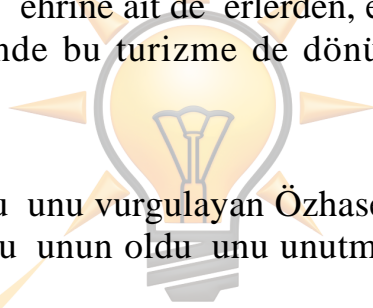 ehrine ait de erlerden, e
nde bu turizme de dönü
u unu vurgulayan Özhase
u unun oldu unu unutm